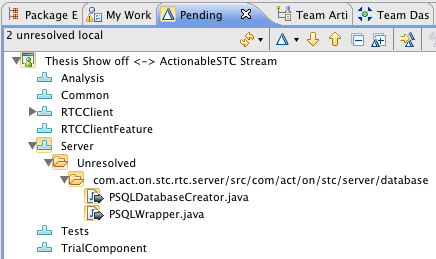 Package E
My Work
Pending
Team Arti
Team Das
2 unresolved local
Thesis Show off <-> ActionableSTC Stream
Analysis
Common
RTCClient
RTCClientFeature
Server
Unresolved
com.act.on.stc.rtc.server/src/com/act/on/stc/server/database
PSQLDatabaseCreator.java
PSQLWrapper.java
Tests
TrialComponent